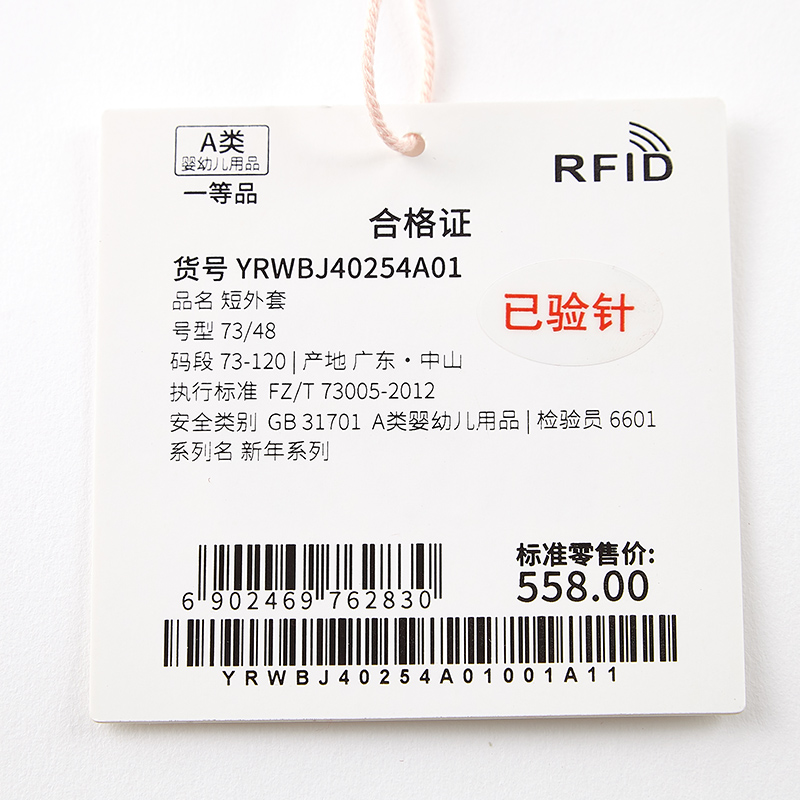 A类
婴幼儿用品
一等品
RFID
合格证
货号 YRWBJ40254A01
品名 短外套
号型 73/48
已验针
码段 73-120 | 产地 广东·中山
执行标准 FZ/T 73005-2012
安全类别 GB 31701 A类婴幼儿用品 | 检验员 6601
系列名 新年系列
标准零售价:
558.00
6 902469 762830
YRWBJ40254A01001A11